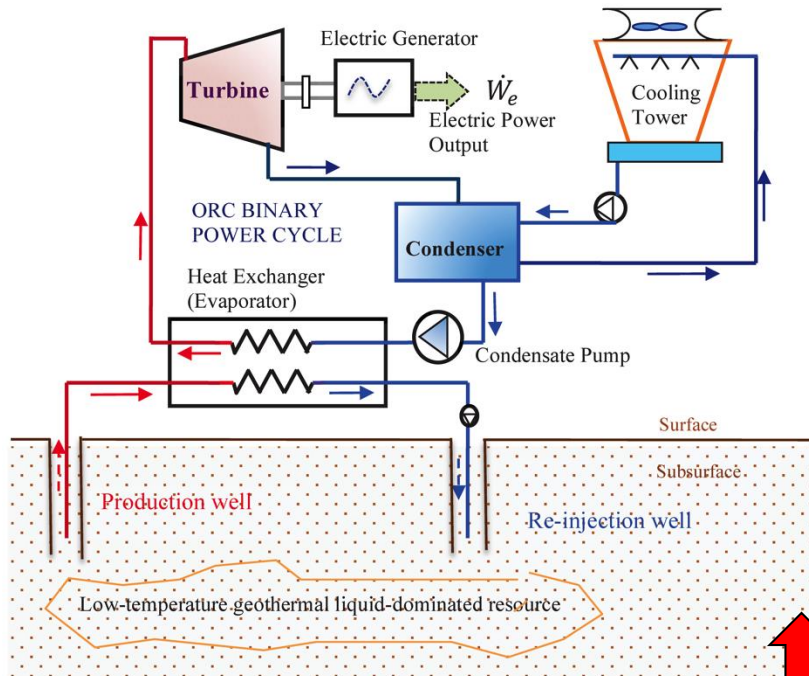 Electric Generator
Turbine
Ẇe
Electric Power
Output
Cooling
Tower
ORC BINARY
POWER CYCLE
Condenser
Heat Exchanger
(Evaporator)
Condensate Pump
Surface
Subsurface
Production well
Re-injection well
Low-temperature geothermal liquid-dominated resource